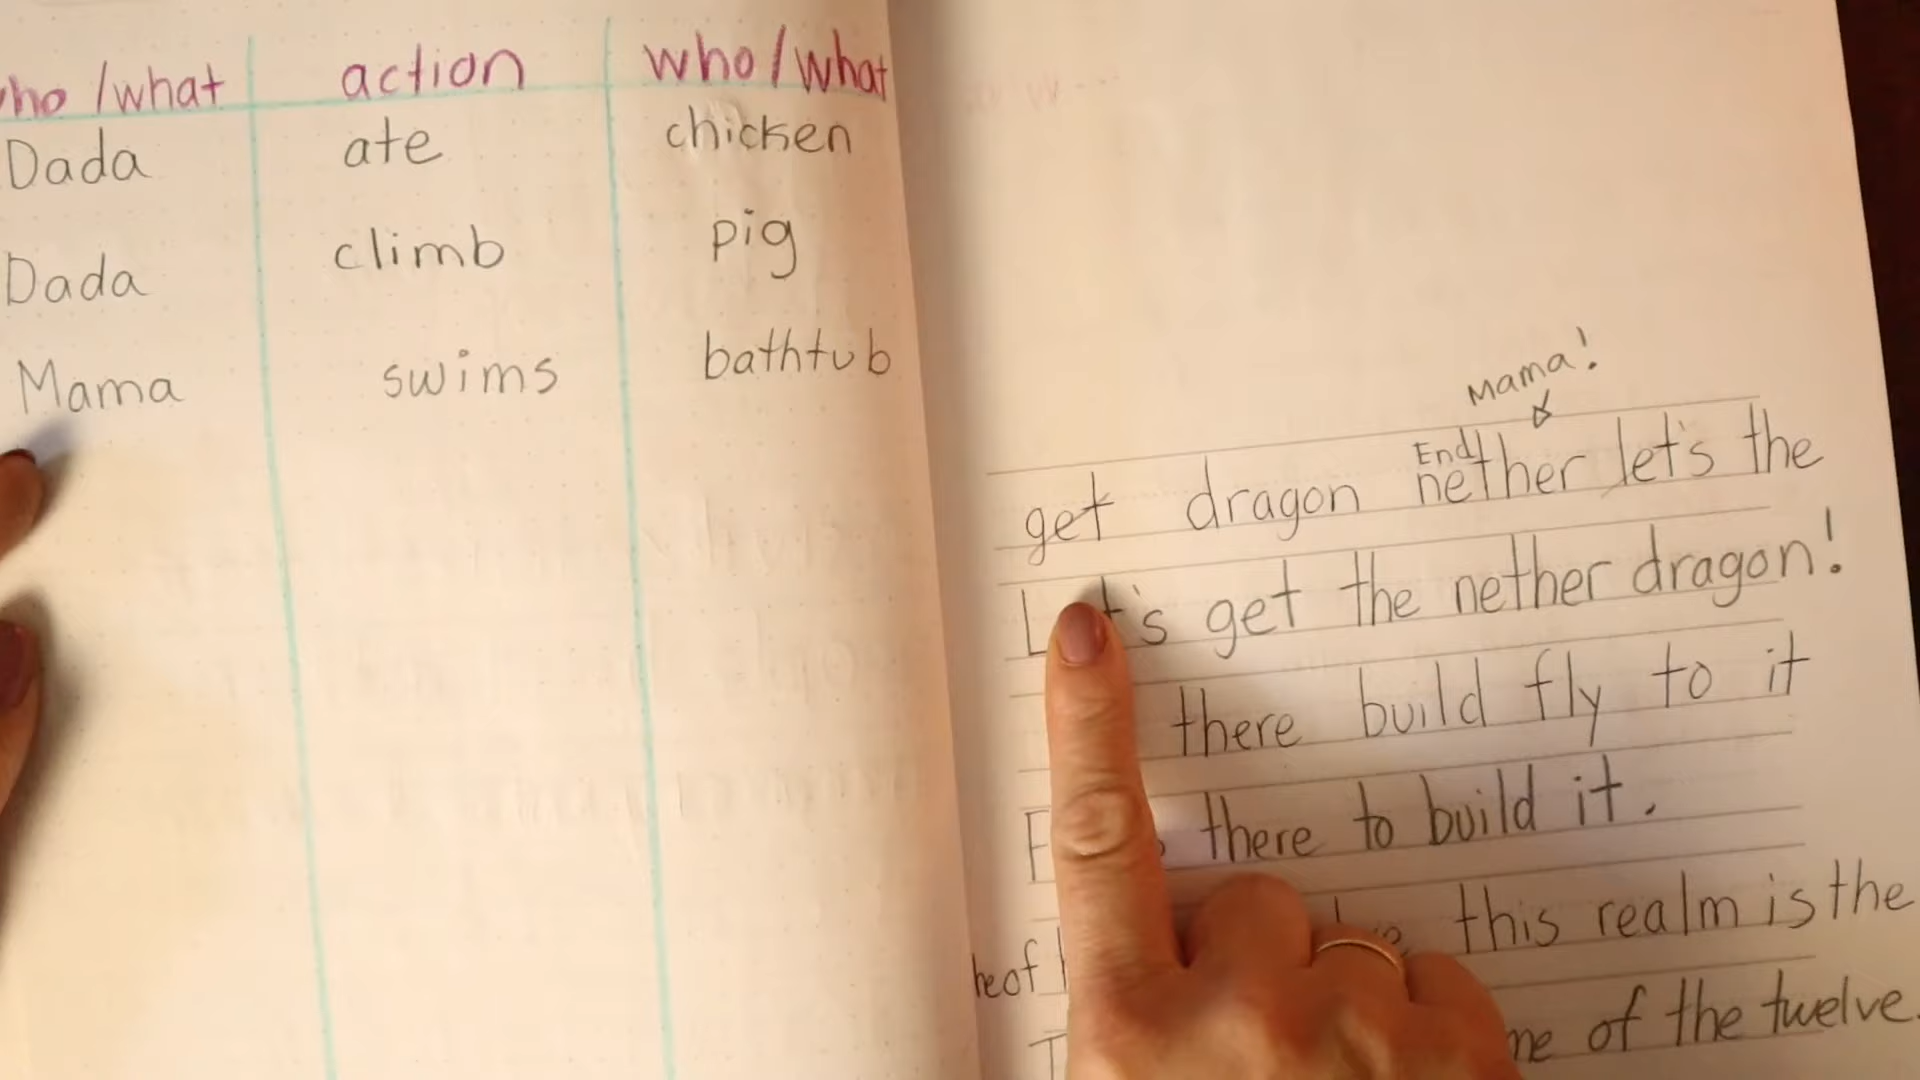 who/what action who/what
Dada ate chicken
Dada climb pig
Mama swims bathtub
Mama!
End
get dragon nether let's the
's get the nether dragon!
there build fly to it
there to build it.
this realm is the
of the twelve.